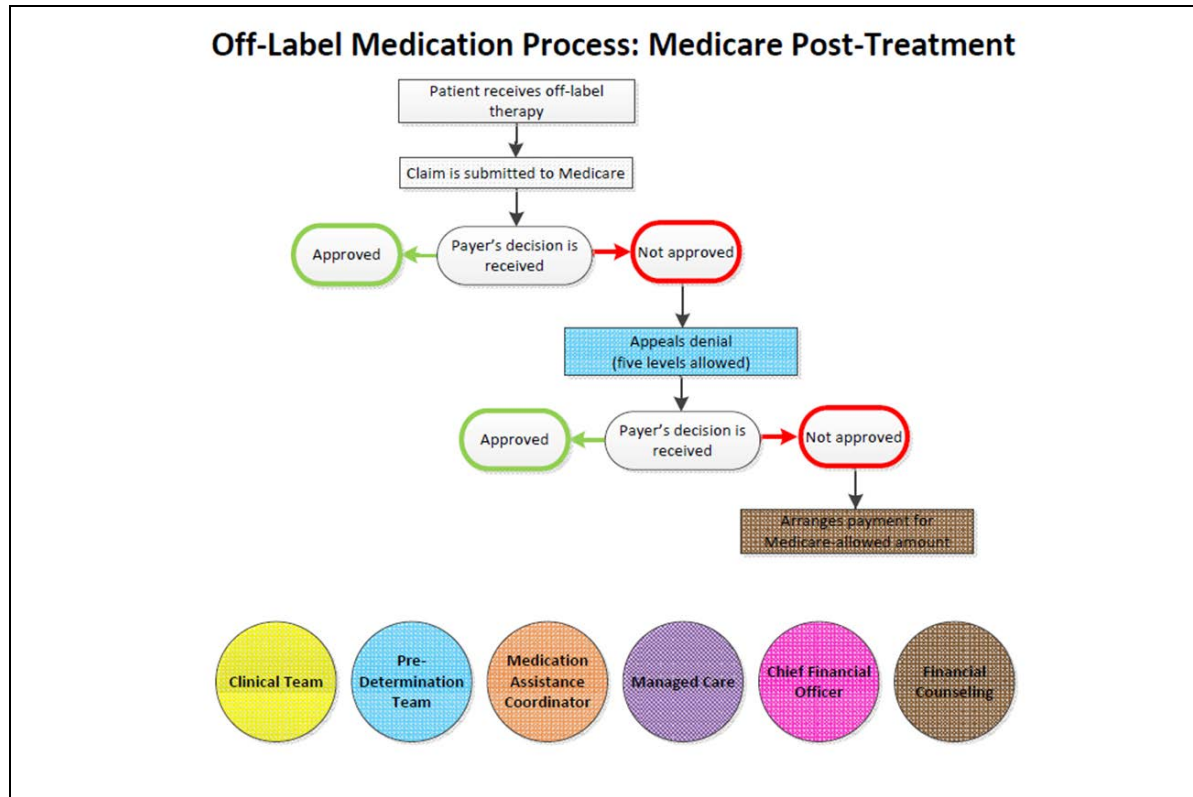 Off-Label Medication Process: Medicare Post-Treatment
Patient receives off-label
therapy
Claim is submitted to Medicare
Approved
Payer's decision is
received
Not approved
Appeals denial
(five levels allowed)
Approved
Payer's decision is
received
Not approved
Arranges payment for
Medicare-allowed amount
Clinical Team
Pre-
Determination
Team
Medication
Assistance
Coordinator
Managed Care
Chief Financial
Officer
Financial
Counseling